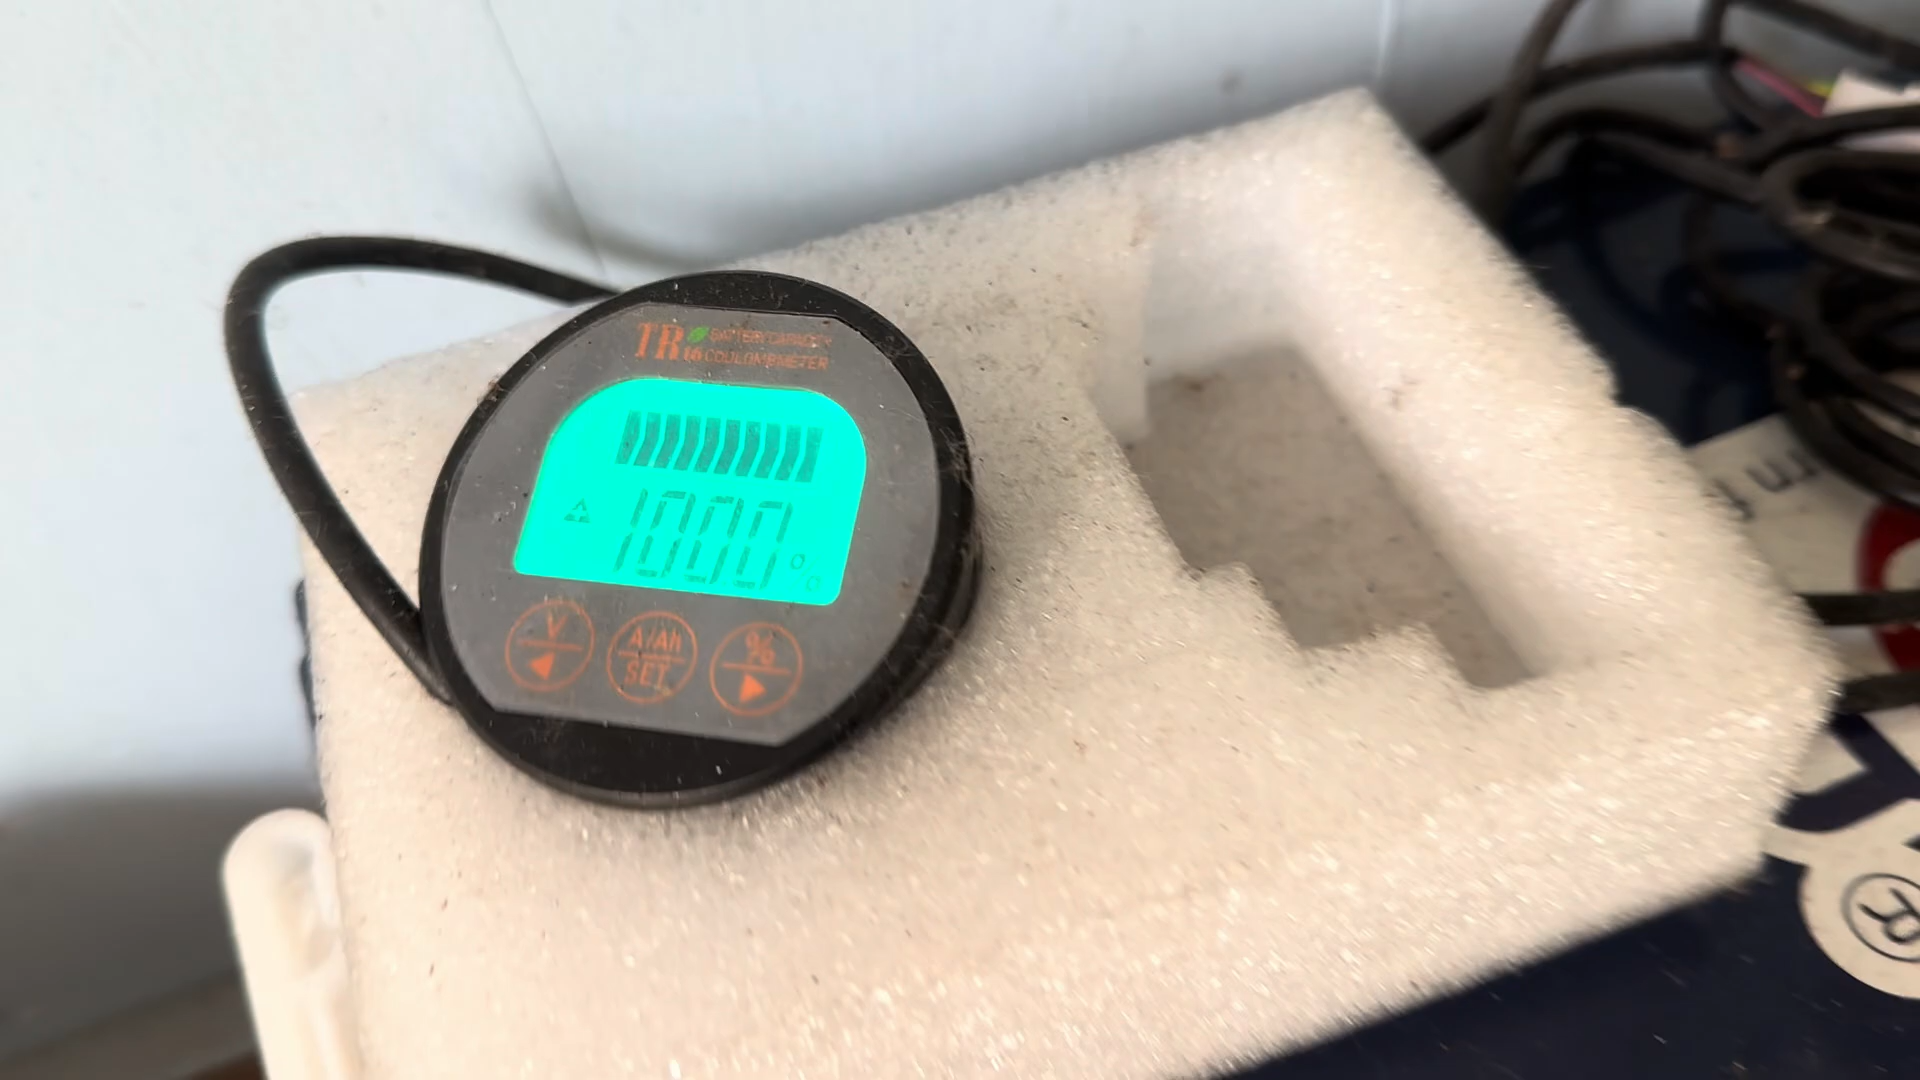 TR16 BATTERY CAPACITY
COULOMBMETER
100.0 %
V
A/Ah
SET
%
®